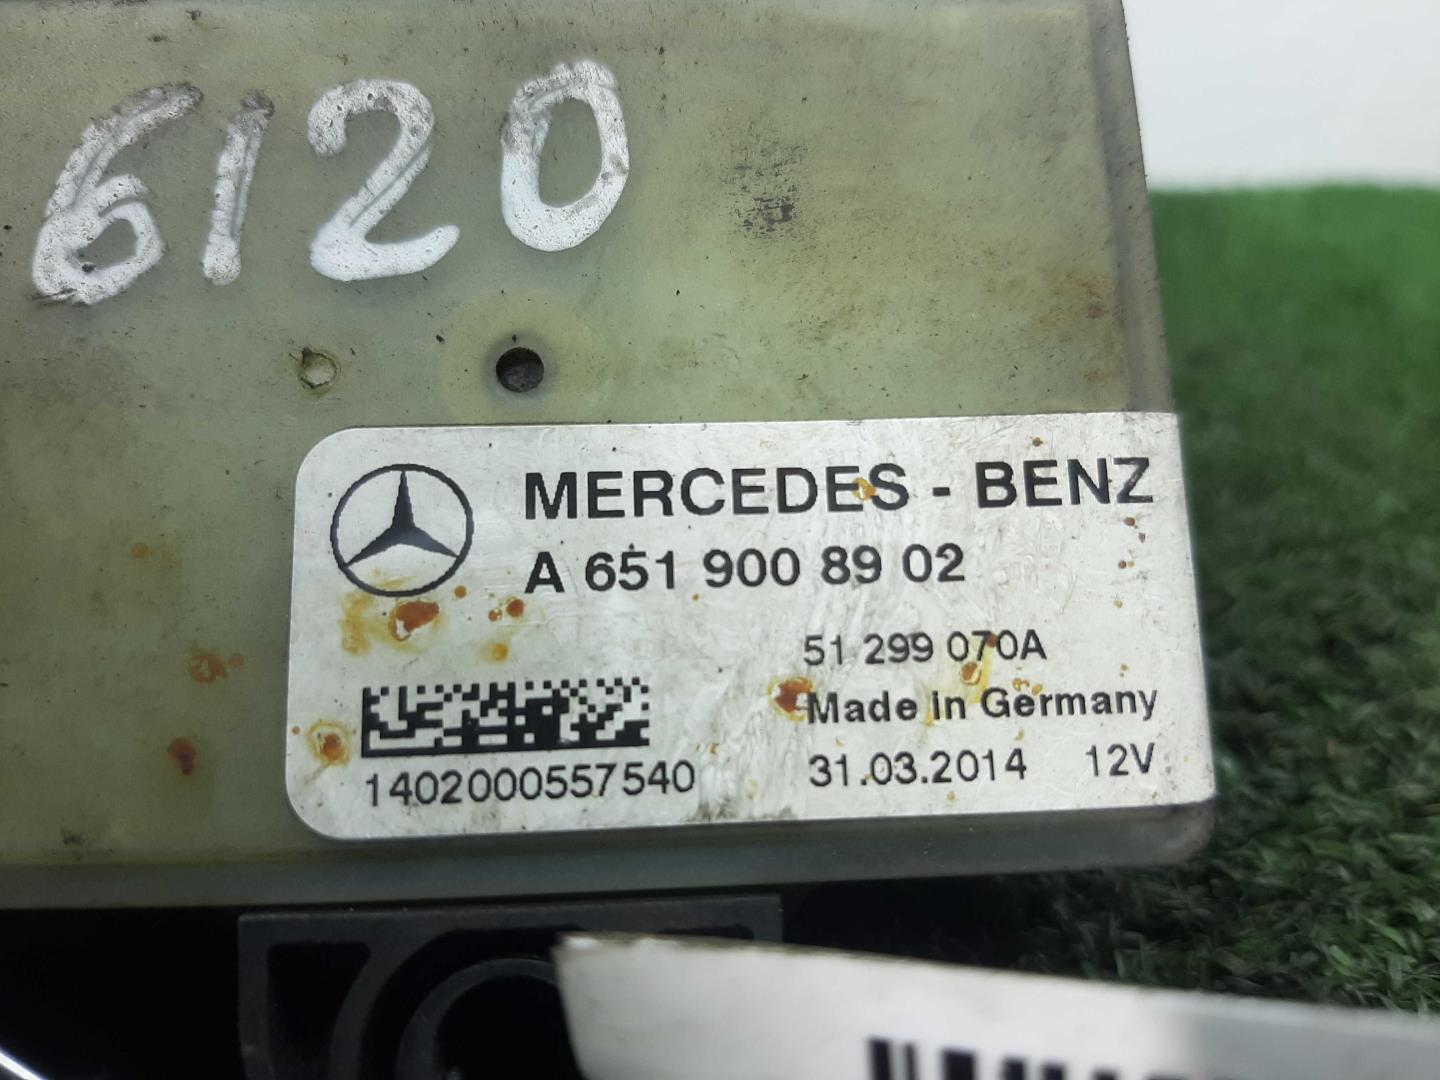 6120
MERCEDES - BENZ
A 651 900 89 02
51 299 070A
Made in Germany
1402000557540
31.03.2014 12V